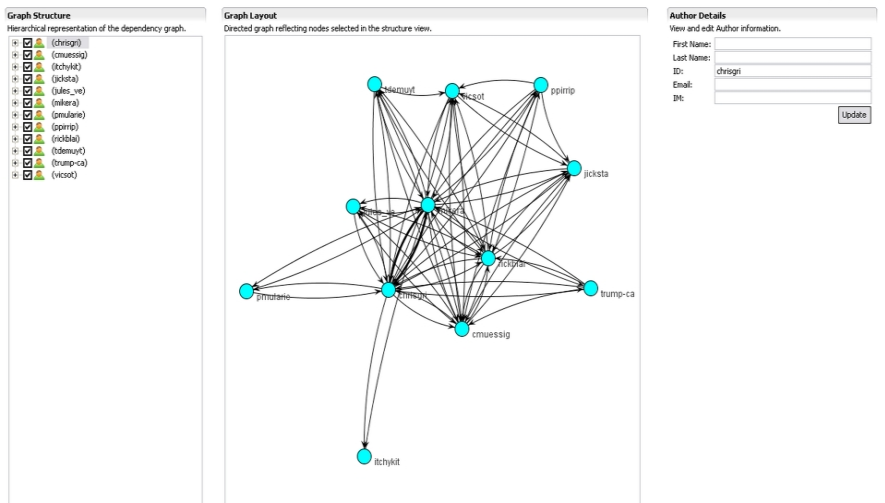 Graph Structure
Hierarchical representation of the dependency graph.
(chrisgri)
(cmuessig)
(itchykit)
(jicksta)
(jules_ve)
(mikera)
(pmularie)
(ppirrip)
(rickblai)
(tdemuyt)
(trump-ca)
(vicsot)
Graph Layout
Directed graph reflecting nodes selected in the structure view.
tdemuyt
vicsot
ppirrip
jicksta
jules_ve
mikera
rickblai
pmularie
chrisgri
trump-ca
cmuessig
itchykit
Author Details
View and edit Author information.
First Name:
Last Name:
ID: chrisgri
Email:
IM:
Update